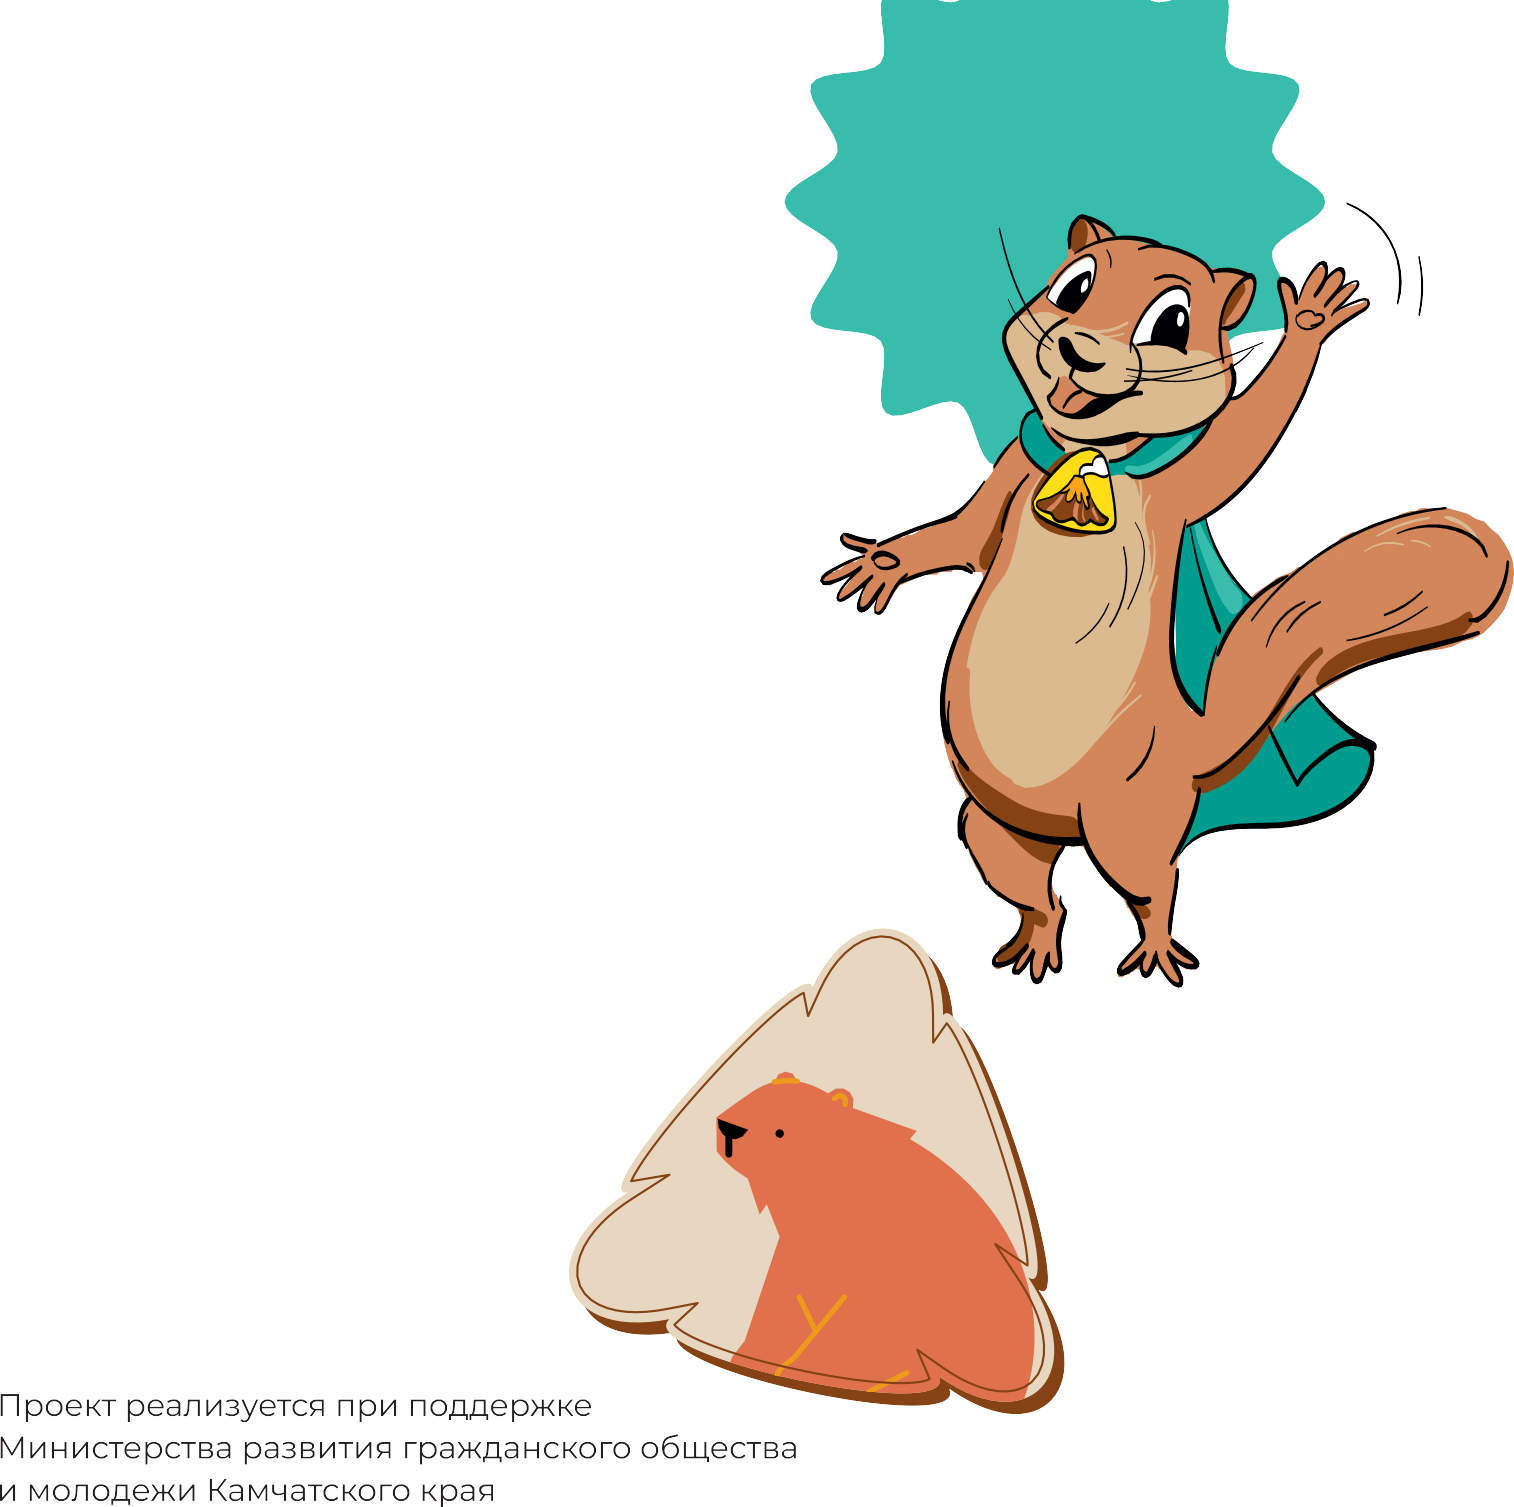 Проект реализуется при поддержке
Министерства развития гражданского общества
и молодежи Камчатского края